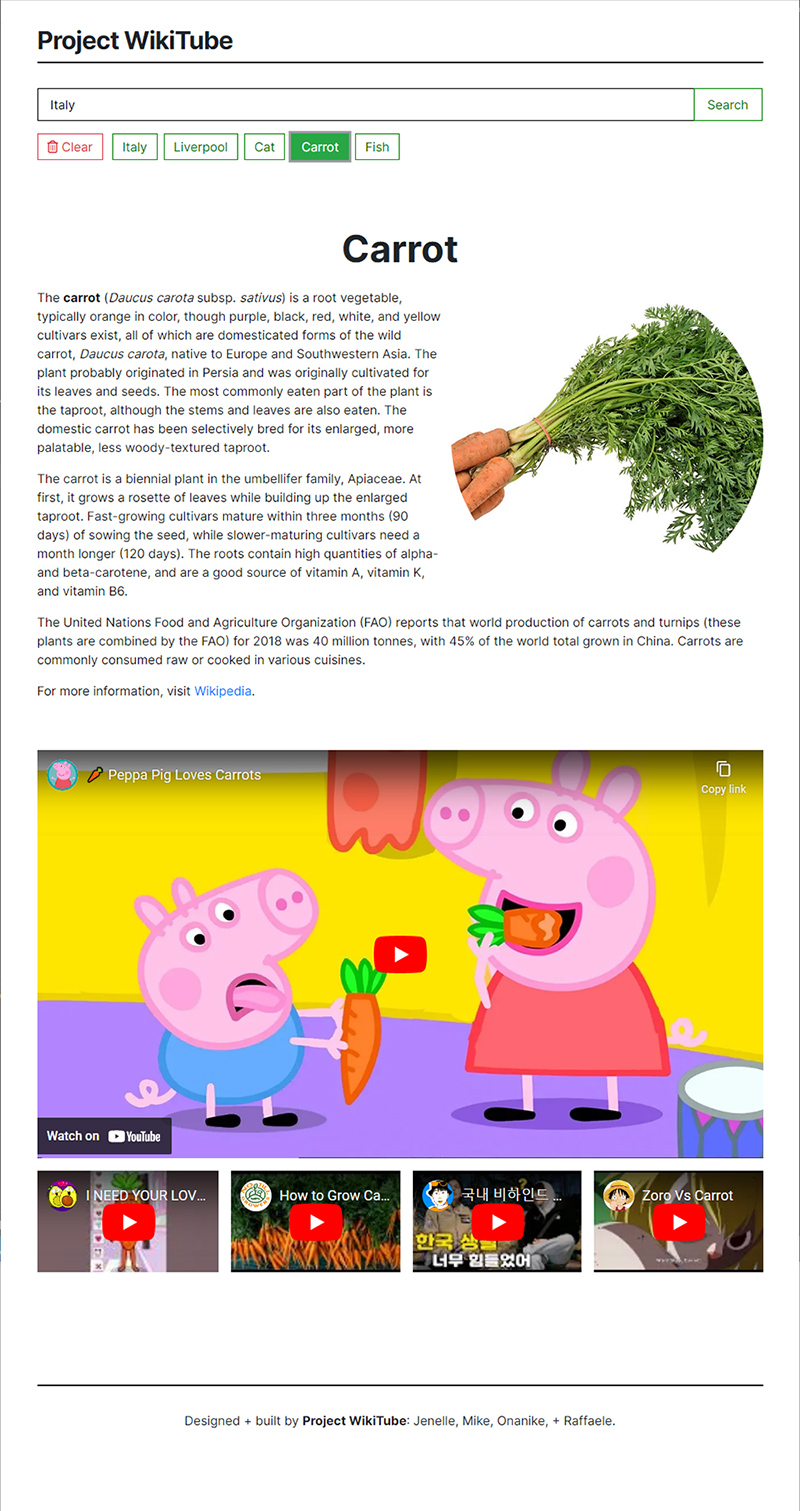 Project WikiTube
Italy
Search
Clear
Italy
Liverpool
Cat
Carrot
Fish
Carrot
The carrot (Daucus carota subsp. sativus) is a root vegetable,
typically orange in color, though purple, black, red, white, and yellow
cultivars exist, all of which are domesticated forms of the wild
carrot, Daucus carota, native to Europe and Southwestern Asia. The
plant probably originated in Persia and was originally cultivated for
its leaves and seeds. The most commonly eaten part of the plant is
the taproot, although the stems and leaves are also eaten. The
domestic carrot has been selectively bred for its enlarged, more
palatable, less woody-textured taproot.
The carrot is a biennial plant in the umbellifer family, Apiaceae. At
first, it grows a rosette of leaves while building up the enlarged
taproot. Fast-growing cultivars mature within three months (90
days) of sowing the seed, while slower-maturing cultivars need a
month longer (120 days). The roots contain high quantities of alpha-
and beta-carotene, and are a good source of vitamin A, vitamin K,
and vitamin B6.
The United Nations Food and Agriculture Organization (FAO) reports that world production of carrots and turnips (these
plants are combined by the FAO) for 2018 was 40 million tonnes, with 45% of the world total grown in China. Carrots are
commonly consumed raw or cooked in various cuisines.
For more information, visit Wikipedia.
🥕 Peppa Pig Loves Carrots
Copy link
Watch on YouTube
I NEED YOUR LOV...
How to Grow Ca...
국내 비하인드 ...
한국 생활
너무 힘들었어
Zoro Vs Carrot
Designed + built by Project WikiTube: Jenelle, Mike, Onanike, + Raffaele.